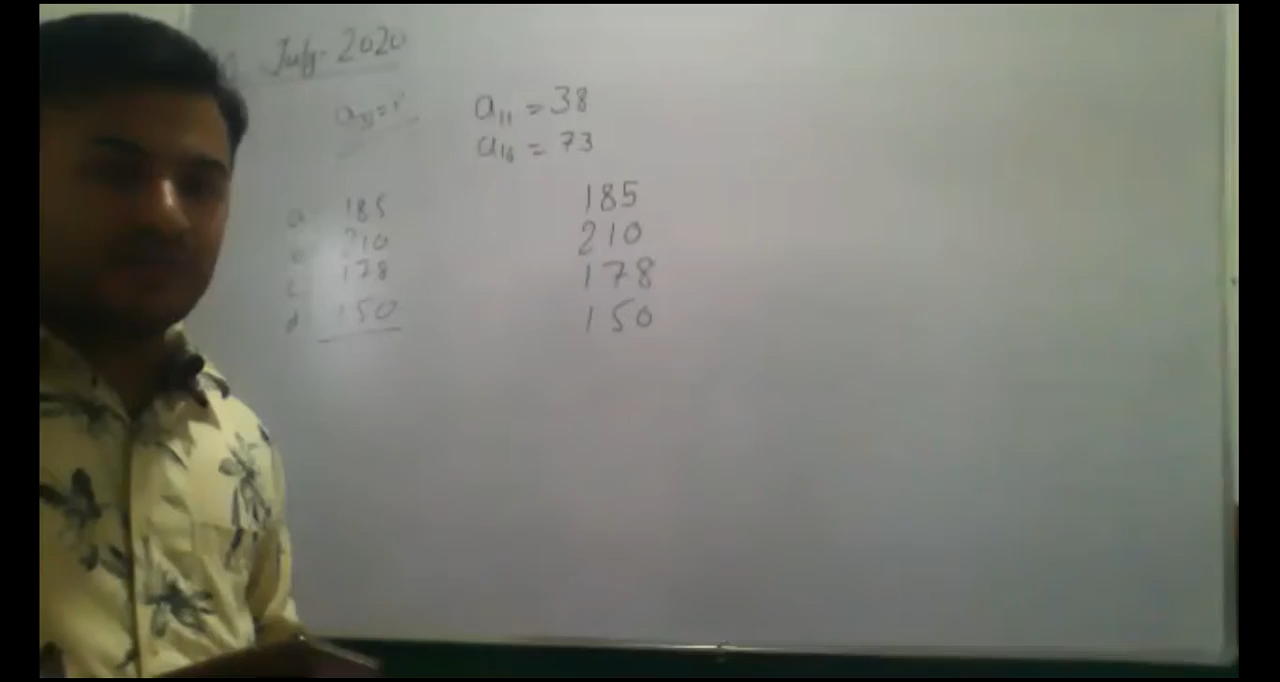 July-2020
a₁₁ = 38
a₁₆ = 73
a 185
210
178
d 150
185
210
178
150